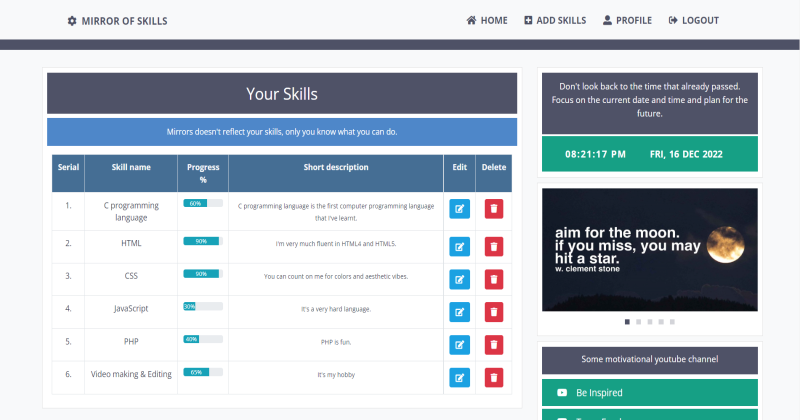 MIRROR OF SKILLS
HOME ADD SKILLS PROFILE LOGOUT
Your Skills
Mirrors doesn't reflect your skills, only you know what you can do.
Serial Skill name Progress % Short description Edit Delete
1. C programming language 60% C programming language is the first computer programming language that I've learnt.
2. HTML 90% I'm very much fluent in HTML4 and HTML5.
3. CSS 90% You can count on me for colors and aesthetic vibes.
4. JavaScript 30% It's a very hard language.
5. PHP 40% PHP is fun.
6. Video making & Editing 65% It's my hobby
Don't look back to the time that already passed.
Focus on the current date and time and plan for the
future.
08:21:17 PM FRI, 16 DEC 2022
aim for the moon.
if you miss, you may
hit a star.
w. clement stone
Some motivational youtube channel
Be Inspired